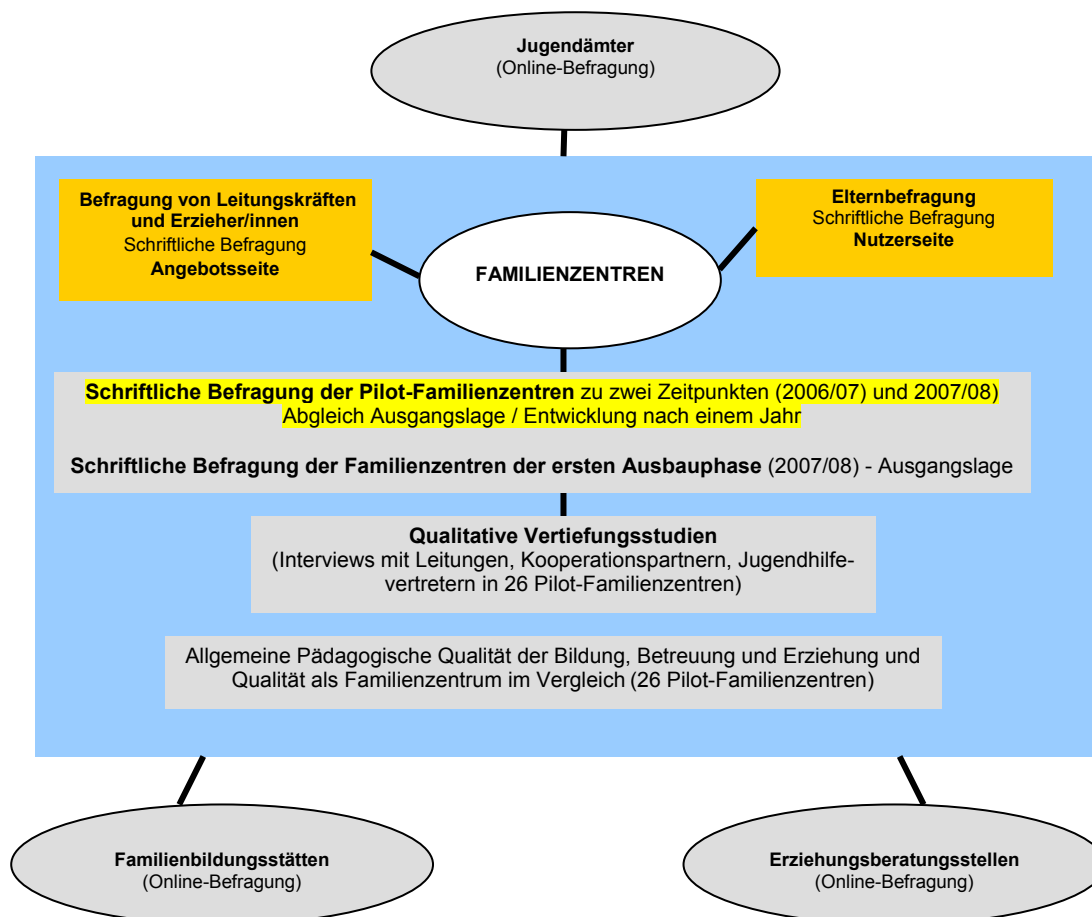 Jugendämter
(Online-Befragung)
Befragung von Leitungskräften
und Erzieher/innen
Schriftliche Befragung
Angebotsseite
Elternbefragung
Schriftliche Befragung
Nutzerseite
FAMILIENZENTREN
Schriftliche Befragung der Pilot-Familienzentren zu zwei Zeitpunkten (2006/07) und 2007/08)
Abgleich Ausgangslage / Entwicklung nach einem Jahr
Schriftliche Befragung der Familienzentren der ersten Ausbauphase (2007/08) - Ausgangslage
Qualitative Vertiefungsstudien
(Interviews mit Leitungen, Kooperationspartnern, Jugendhilfe-
vertretern in 26 Pilot-Familienzentren)
Allgemeine Pädagogische Qualität der Bildung, Betreuung und Erziehung und
Qualität als Familienzentrum im Vergleich (26 Pilot-Familienzentren)
Familienbildungsstätten
(Online-Befragung)
Erziehungsberatungsstellen
(Online-Befragung)